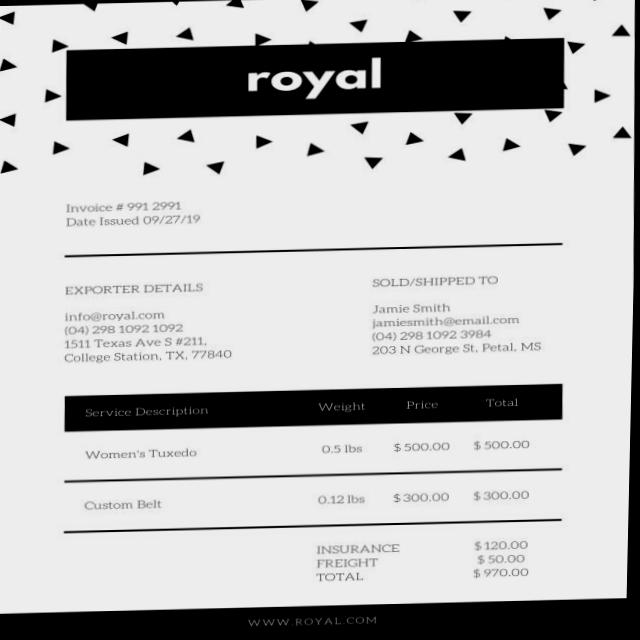 royal
Invoice # 991 2991
Date Issued 09/27/19
EXPORTER DETAILS
info@royal.com
(04) 298 1092 1092
1511 Texas Ave S #211,
College Station, TX, 77840
SOLD/SHIPPED TO
Jamie Smith
jamiesmith@email.com
(04) 298 1092 3984
203 N George St, Petal, MS
Service Description Weight Price Total
Women's Tuxedo 0.5 lbs $ 500.00 $ 500.00
Custom Belt 0.12 lbs $ 300.00 $ 300.00
INSURANCE $ 120.00
FREIGHT $ 50.00
TOTAL $ 970.00
WWW.ROYAL.COM